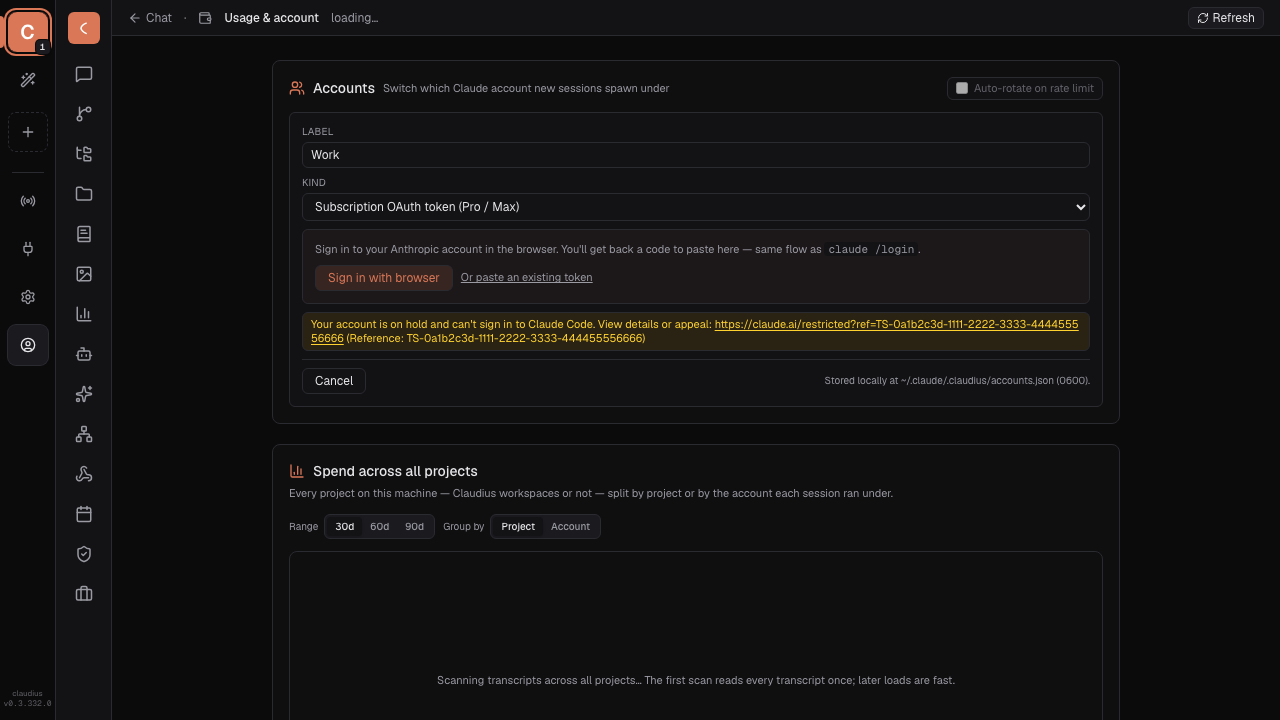 C
1
claudius
v0.3.332.0
Chat · Usage & account loading…
Refresh
Accounts Switch which Claude account new sessions spawn under
Auto-rotate on rate limit
LABEL
Work
KIND
Subscription OAuth token (Pro / Max)
Sign in to your Anthropic account in the browser. You'll get back a code to paste here — same flow as claude /login.
Sign in with browser Or paste an existing token
Your account is on hold and can't sign in to Claude Code. View details or appeal: https://claude.ai/restricted?ref=TS-0a1b2c3d-1111-2222-3333-4444555
56666 (Reference: TS-0a1b2c3d-1111-2222-3333-444455556666)
Cancel
Stored locally at ~/.claude/.claudius/accounts.json (0600).
Spend across all projects
Every project on this machine — Claudius workspaces or not — split by project or by the account each session ran under.
Range 30d 60d 90d Group by Project Account
Scanning transcripts across all projects… The first scan reads every transcript once; later loads are fast.